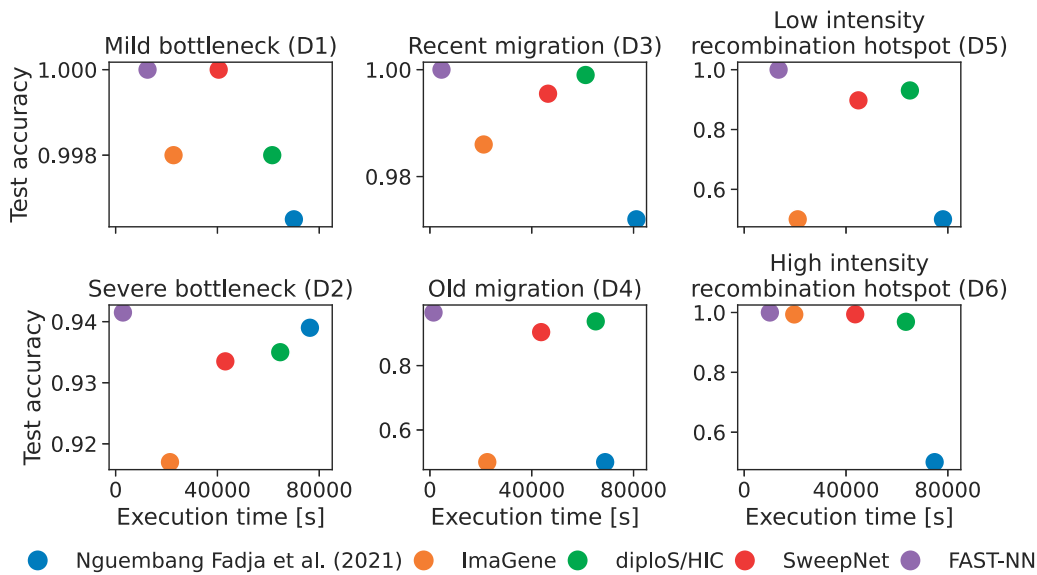 Mild bottleneck (D1)
Recent migration (D3)
Low intensity
recombination hotspot (D5)
Test accuracy
1.000
0.998
1.00
0.98
1.0
0.8
0.6
Severe bottleneck (D2)
Old migration (D4)
High intensity
recombination hotspot (D6)
Test accuracy
0.94
0.93
0.92
0.8
0.6
1.0
0.8
0.6
0 40000 80000
0 40000 80000
0 40000 80000
Execution time [s]
Execution time [s]
Execution time [s]
Nguembang Fadja et al. (2021) ImaGene diploS/HIC SweepNet FAST-NN